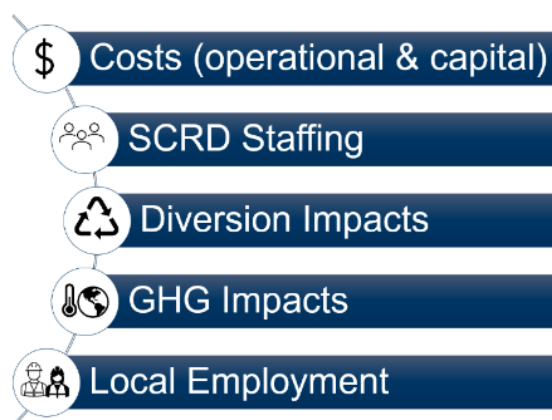 $ Costs (operational & capital)
SCRD Staffing
Diversion Impacts
GHG Impacts
Local Employment